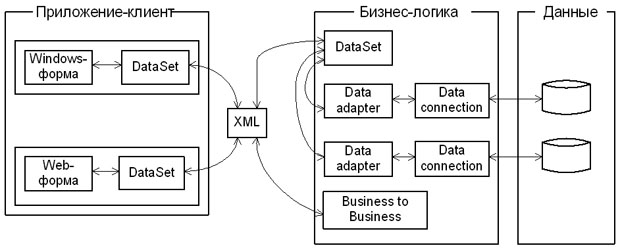 Приложение-клиент
Windows-
форма
DataSet
Web-
форма
DataSet
XML
Бизнес-логика
DataSet
Data
adapter
Data
connection
Data
adapter
Data
connection
Business to
Business
Данные